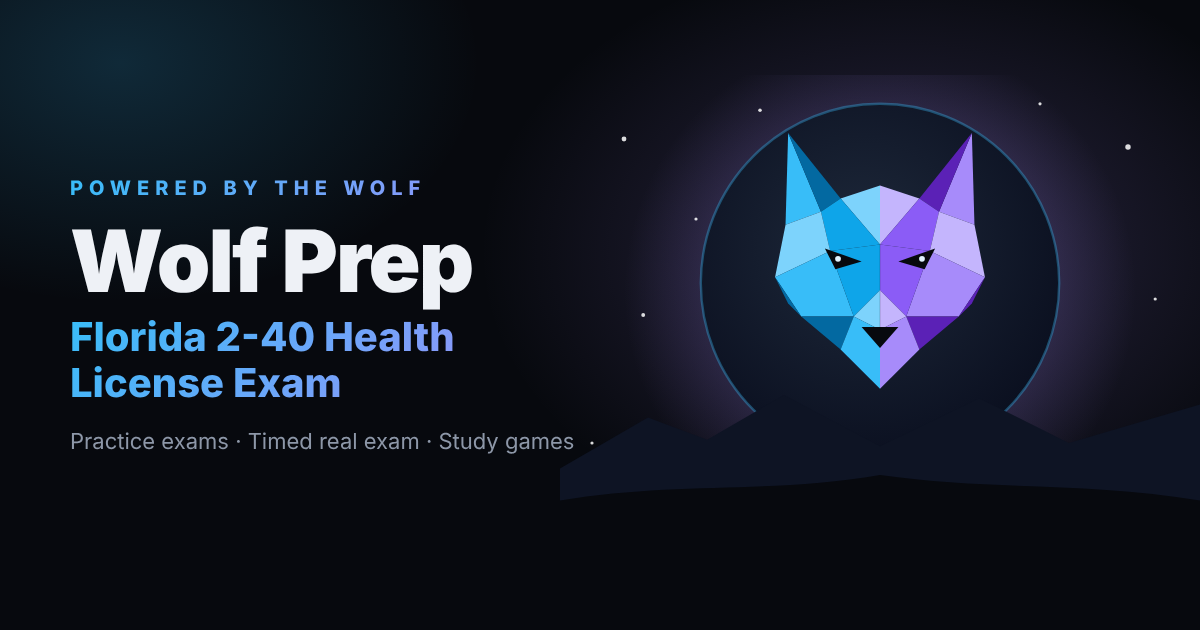 POWERED BY THE WOLF
Wolf Prep
Florida 2-40 Health
License Exam
Practice exams · Timed real exam · Study games